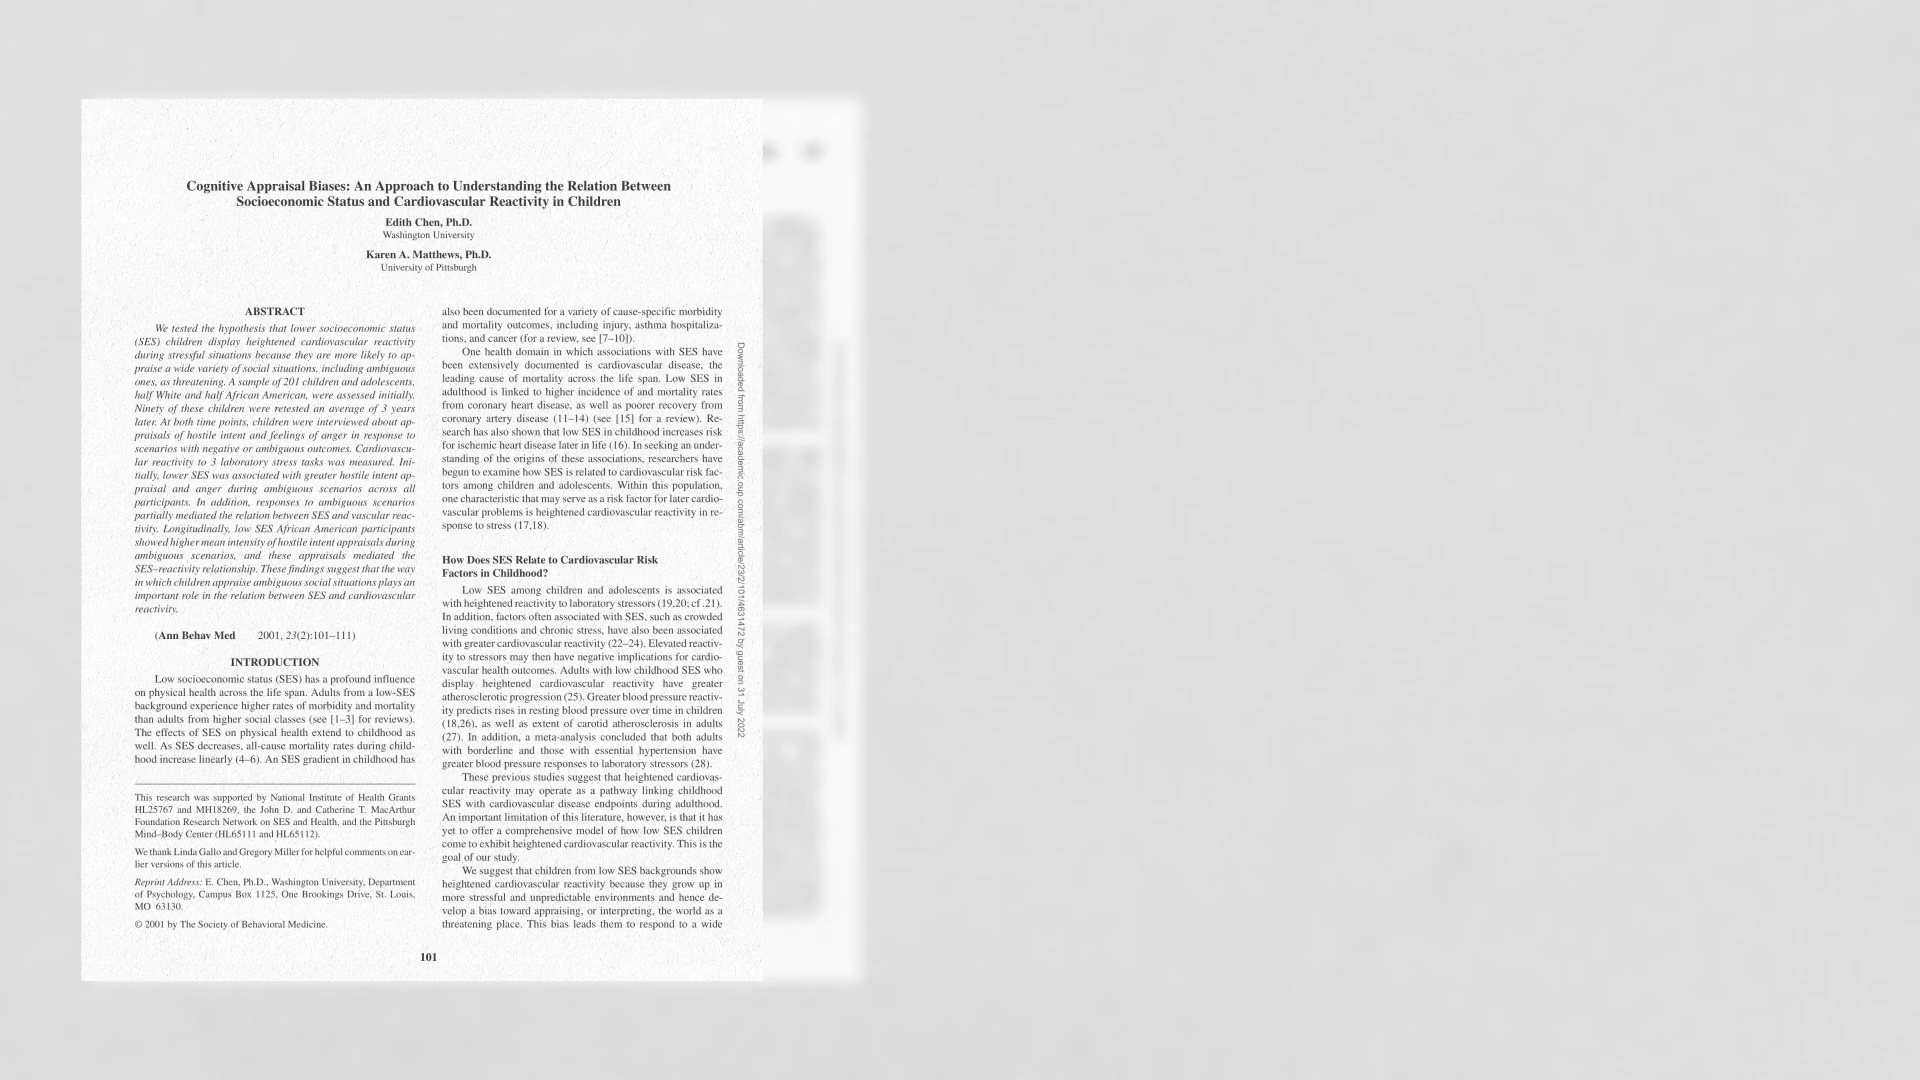 Cognitive Appraisal Biases: An Approach to Understanding the Relation Between
Socioeconomic Status and Cardiovascular Reactivity in Children
Edith Chen, Ph.D.
Washington University
Karen A. Matthews, Ph.D.
University of Pittsburgh
ABSTRACT
We tested the hypothesis that lower socioeconomic status
(SES) children display heightened cardiovascular reactivity
during stressful situations because they are more likely to ap-
praise a wide variety of social situations, including ambiguous
ones, as threatening. A sample of 201 children and adolescents,
half White and half African American, were assessed initially.
Ninety of these children were retested an average of 3 years
later. At both time points, children were interviewed about ap-
praisals of hostile intent and feelings of anger in response to
scenarios with negative or ambiguous outcomes. Cardiovascu-
lar reactivity to 3 laboratory stress tasks was measured. Ini-
tially, lower SES was associated with greater hostile intent ap-
praisal and anger during ambiguous scenarios across all
participants. In addition, responses to ambiguous scenarios
partially mediated the relation between SES and vascular reac-
tivity. Longitudinally, low SES African American participants
showed higher mean intensity of hostile intent appraisals during
ambiguous scenarios, and these appraisals mediated the
SES–reactivity relationship. These findings suggest that the way
in which children appraise ambiguous social situations plays an
important role in the relation between SES and cardiovascular
reactivity.
(Ann Behav Med 2001, 23(2):101–111)
INTRODUCTION
Low socioeconomic status (SES) has a profound influence
on physical health across the life span. Adults from a low-SES
background experience higher rates of morbidity and mortality
than adults from higher social classes (see [1–3] for reviews).
The effects of SES on physical health extend to childhood as
well. As SES decreases, all-cause mortality rates during child-
hood increase linearly (4–6). An SES gradient in childhood has
This research was supported by National Institute of Health Grants
HL25767 and MH18269, the John D. and Catherine T. MacArthur
Foundation Research Network on SES and Health, and the Pittsburgh
Mind–Body Center (HL65111 and HL65112).
We thank Linda Gallo and Gregory Miller for helpful comments on ear-
lier versions of this article.
Reprint Address: E. Chen, Ph.D., Washington University, Department
of Psychology, Campus Box 1125, One Brookings Drive, St. Louis,
MO 63130.
© 2001 by The Society of Behavioral Medicine.
also been documented for a variety of cause-specific morbidity
and mortality outcomes, including injury, asthma hospitaliza-
tions, and cancer (for a review, see [7–10]).
One health domain in which associations with SES have
been extensively documented is cardiovascular disease, the
leading cause of mortality across the life span. Low SES in
adulthood is linked to higher incidence of and mortality rates
from coronary heart disease, as well as poorer recovery from
coronary artery disease (11–14) (see [15] for a review). Re-
search has also shown that low SES in childhood increases risk
for ischemic heart disease later in life (16). In seeking an under-
standing of the origins of these associations, researchers have
begun to examine how SES is related to cardiovascular risk fac-
tors among children and adolescents. Within this population,
one characteristic that may serve as a risk factor for later cardio-
vascular problems is heightened cardiovascular reactivity in re-
sponse to stress (17,18).
How Does SES Relate to Cardiovascular Risk
Factors in Childhood?
Low SES among children and adolescents is associated
with heightened reactivity to laboratory stressors (19,20; cf .21).
In addition, factors often associated with SES, such as crowded
living conditions and chronic stress, have also been associated
with greater cardiovascular reactivity (22–24). Elevated reactiv-
ity to stressors may then have negative implications for cardio-
vascular health outcomes. Adults with low childhood SES who
display heightened cardiovascular reactivity have greater
atherosclerotic progression (25). Greater blood pressure reactiv-
ity predicts rises in resting blood pressure over time in children
(18,26), as well as extent of carotid atherosclerosis in adults
(27). In addition, a meta-analysis concluded that both adults
with borderline and those with essential hypertension have
greater blood pressure responses to laboratory stressors (28).
These previous studies suggest that heightened cardiovas-
cular reactivity may operate as a pathway linking childhood
SES with cardiovascular disease endpoints during adulthood.
An important limitation of this literature, however, is that it has
yet to offer a comprehensive model of how low SES children
come to exhibit heightened cardiovascular reactivity. This is the
goal of our study.
We suggest that children from low SES backgrounds show
heightened cardiovascular reactivity because they grow up in
more stressful and unpredictable environments and hence de-
velop a bias toward appraising, or interpreting, the world as a
threatening place. This bias leads them to respond to a wide
101
Downloaded from https://academic.oup.com/abm/article/23/2/101/4631472 by guest on 31 July 2022